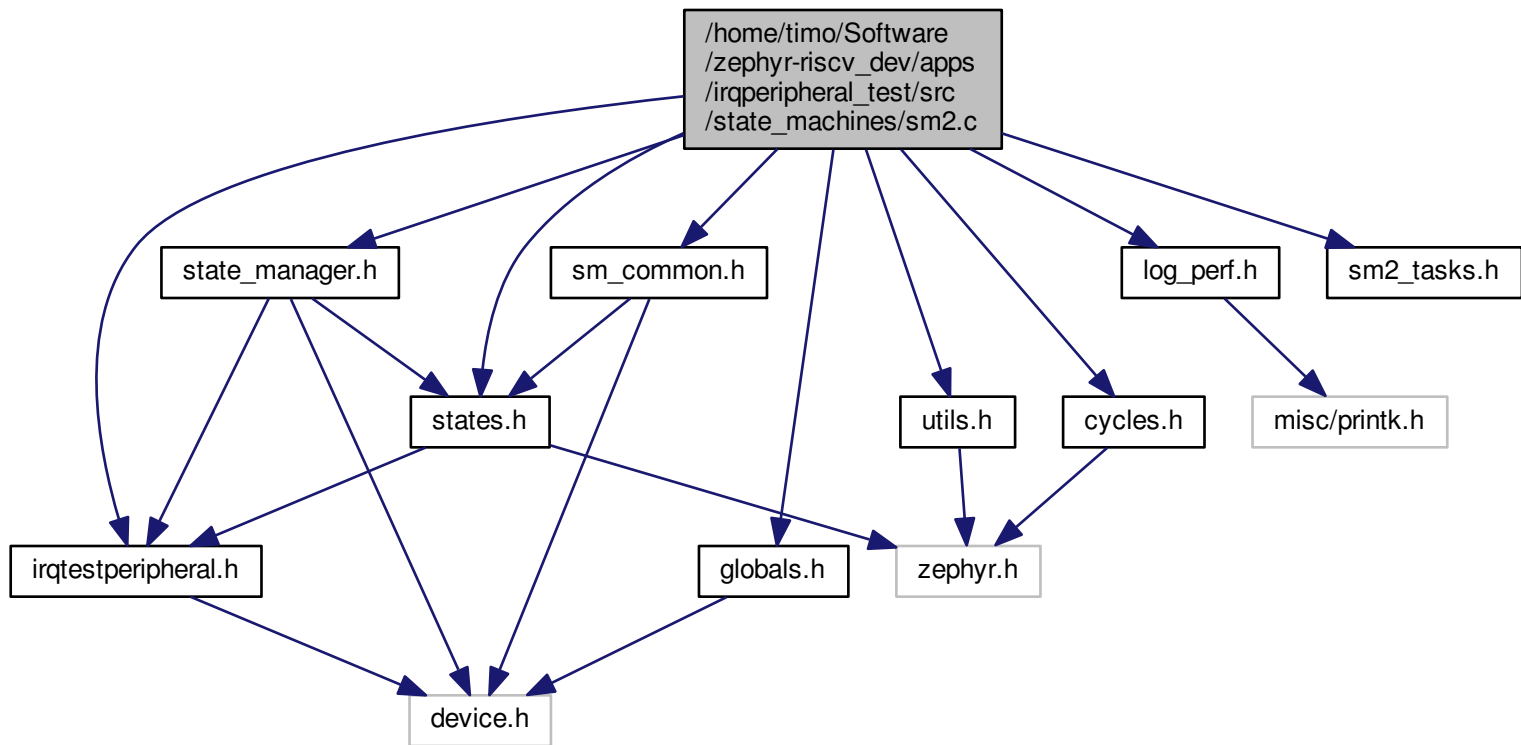 /home/timo/Software
/zephyr-riscv_dev/apps
/irqperipheral_test/src
/state_machines/sm2.c
state_manager.h
sm_common.h
log_perf.h
sm2_tasks.h
states.h
utils.h
cycles.h
misc/printk.h
irqtestperipheral.h
globals.h
zephyr.h
device.h